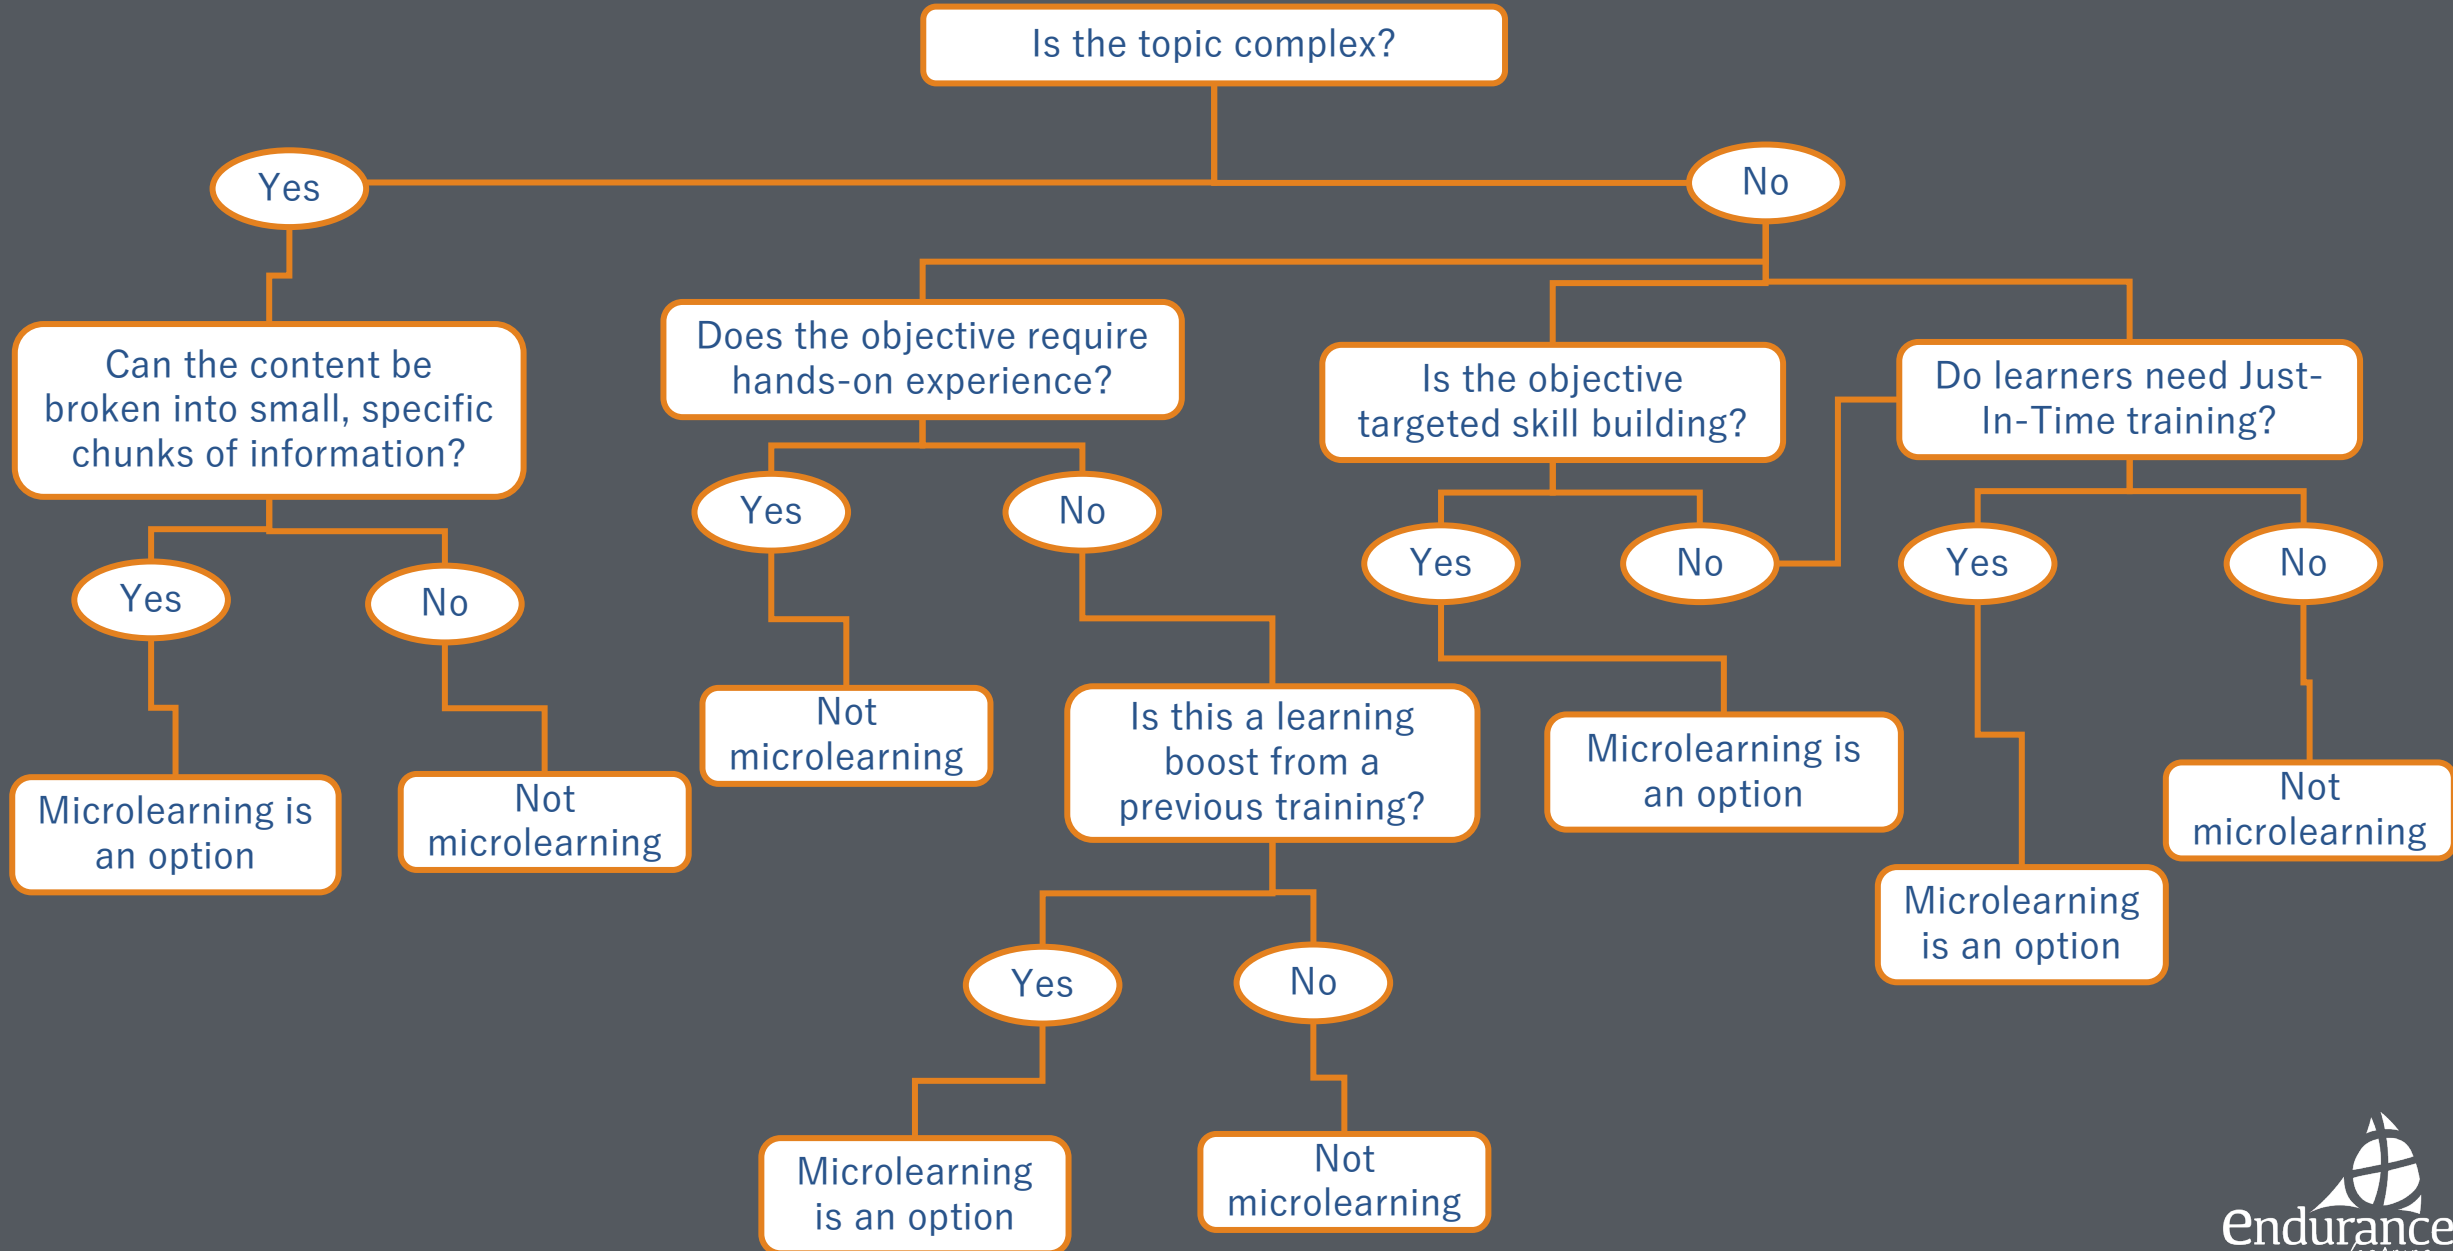 Is the topic complex?
Yes
No
Can the content be
broken into small, specific
chunks of information?
Does the objective require
hands-on experience?
Is the objective
targeted skill building?
Do learners need Just-
In-Time training?
Yes
No
Yes
No
Yes
No
Yes
No
Microlearning is
an option
Not
microlearning
Not
microlearning
Is this a learning
boost from a
previous training?
Microlearning is
an option
Not
microlearning
Microlearning
is an option
Yes
No
Microlearning
is an option
Not
microlearning
endurance